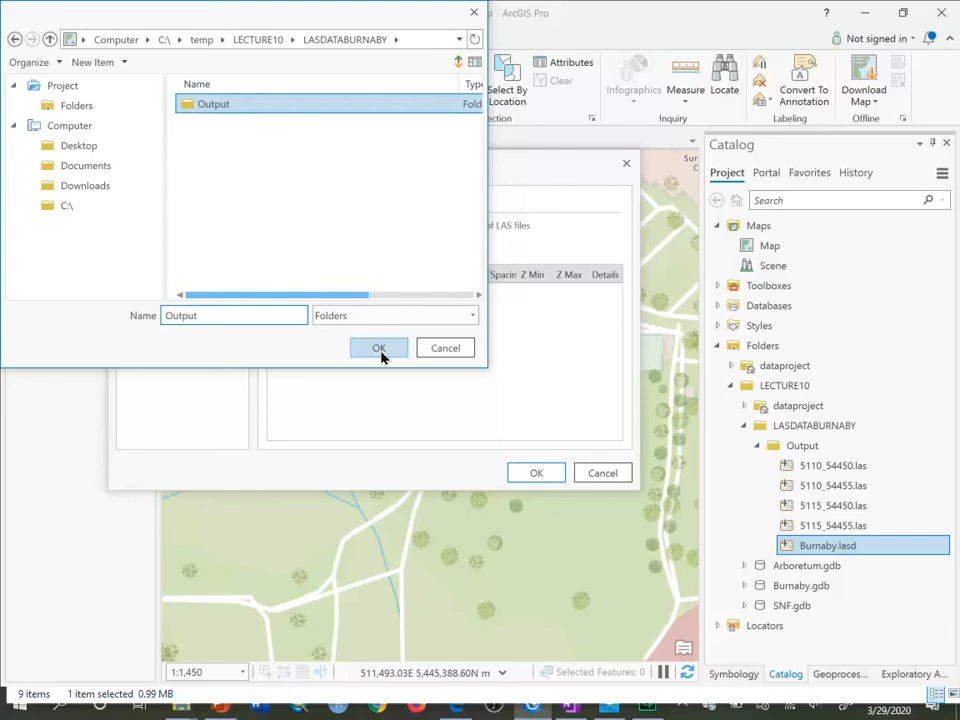 - ArcGIS Pro
?
Computer C:\ temp LECTURE10 LASDATABURNABY
Not signed in
Organize New Item
Name Type
Project
Output Fold
Folders
Computer
Desktop
Documents
Downloads
C:\
Name Output Folders
OK Cancel
Select By
Location
Attributes
Clear
Infographics
Measure
Locate
Convert To
Annotation
Download
Map
Inquiry Labeling Offline
of LAS files
Spacin Z Min Z Max Details
OK Cancel
Catalog
Project Portal Favorites History
Search
Maps
Map
Scene
Toolboxes
Databases
Styles
Folders
dataproject
LECTURE10
dataproject
LASDATABURNABY
Output
5110_54450.las
5110_54455.las
5115_54450.las
5115_54455.las
Burnaby.lasd
Arboretum.gdb
Burnaby.gdb
SNF.gdb
Locators
1:1,450 511,493.03E 5,445,388.60N m Selected Features: 0
Symbology Catalog Geoproces... Exploratory A
9 items 1 item selected 0.99 MB
3/29/2020